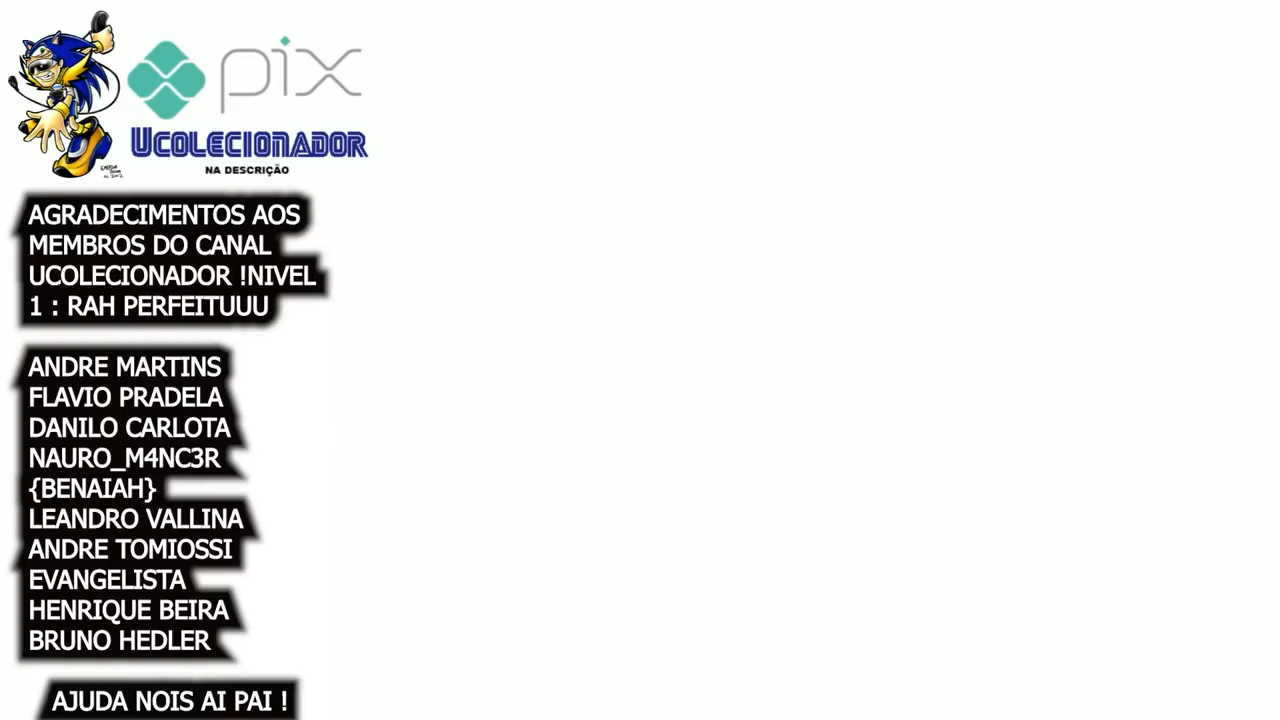 pix
UCOLECIONADOR
NA DESCRIÇÃO
AGRADECIMENTOS AOS
MEMBROS DO CANAL
UCOLECIONADOR !NIVEL
1 : RAH PERFEITUUU
ANDRE MARTINS
FLAVIO PRADELA
DANILO CARLOTA
NAURO_M4NC3R
{BENAIAH}
LEANDRO VALLINA
ANDRE TOMIOSSI
EVANGELISTA
HENRIQUE BEIRA
BRUNO HEDLER
AJUDA NOIS AI PAI !